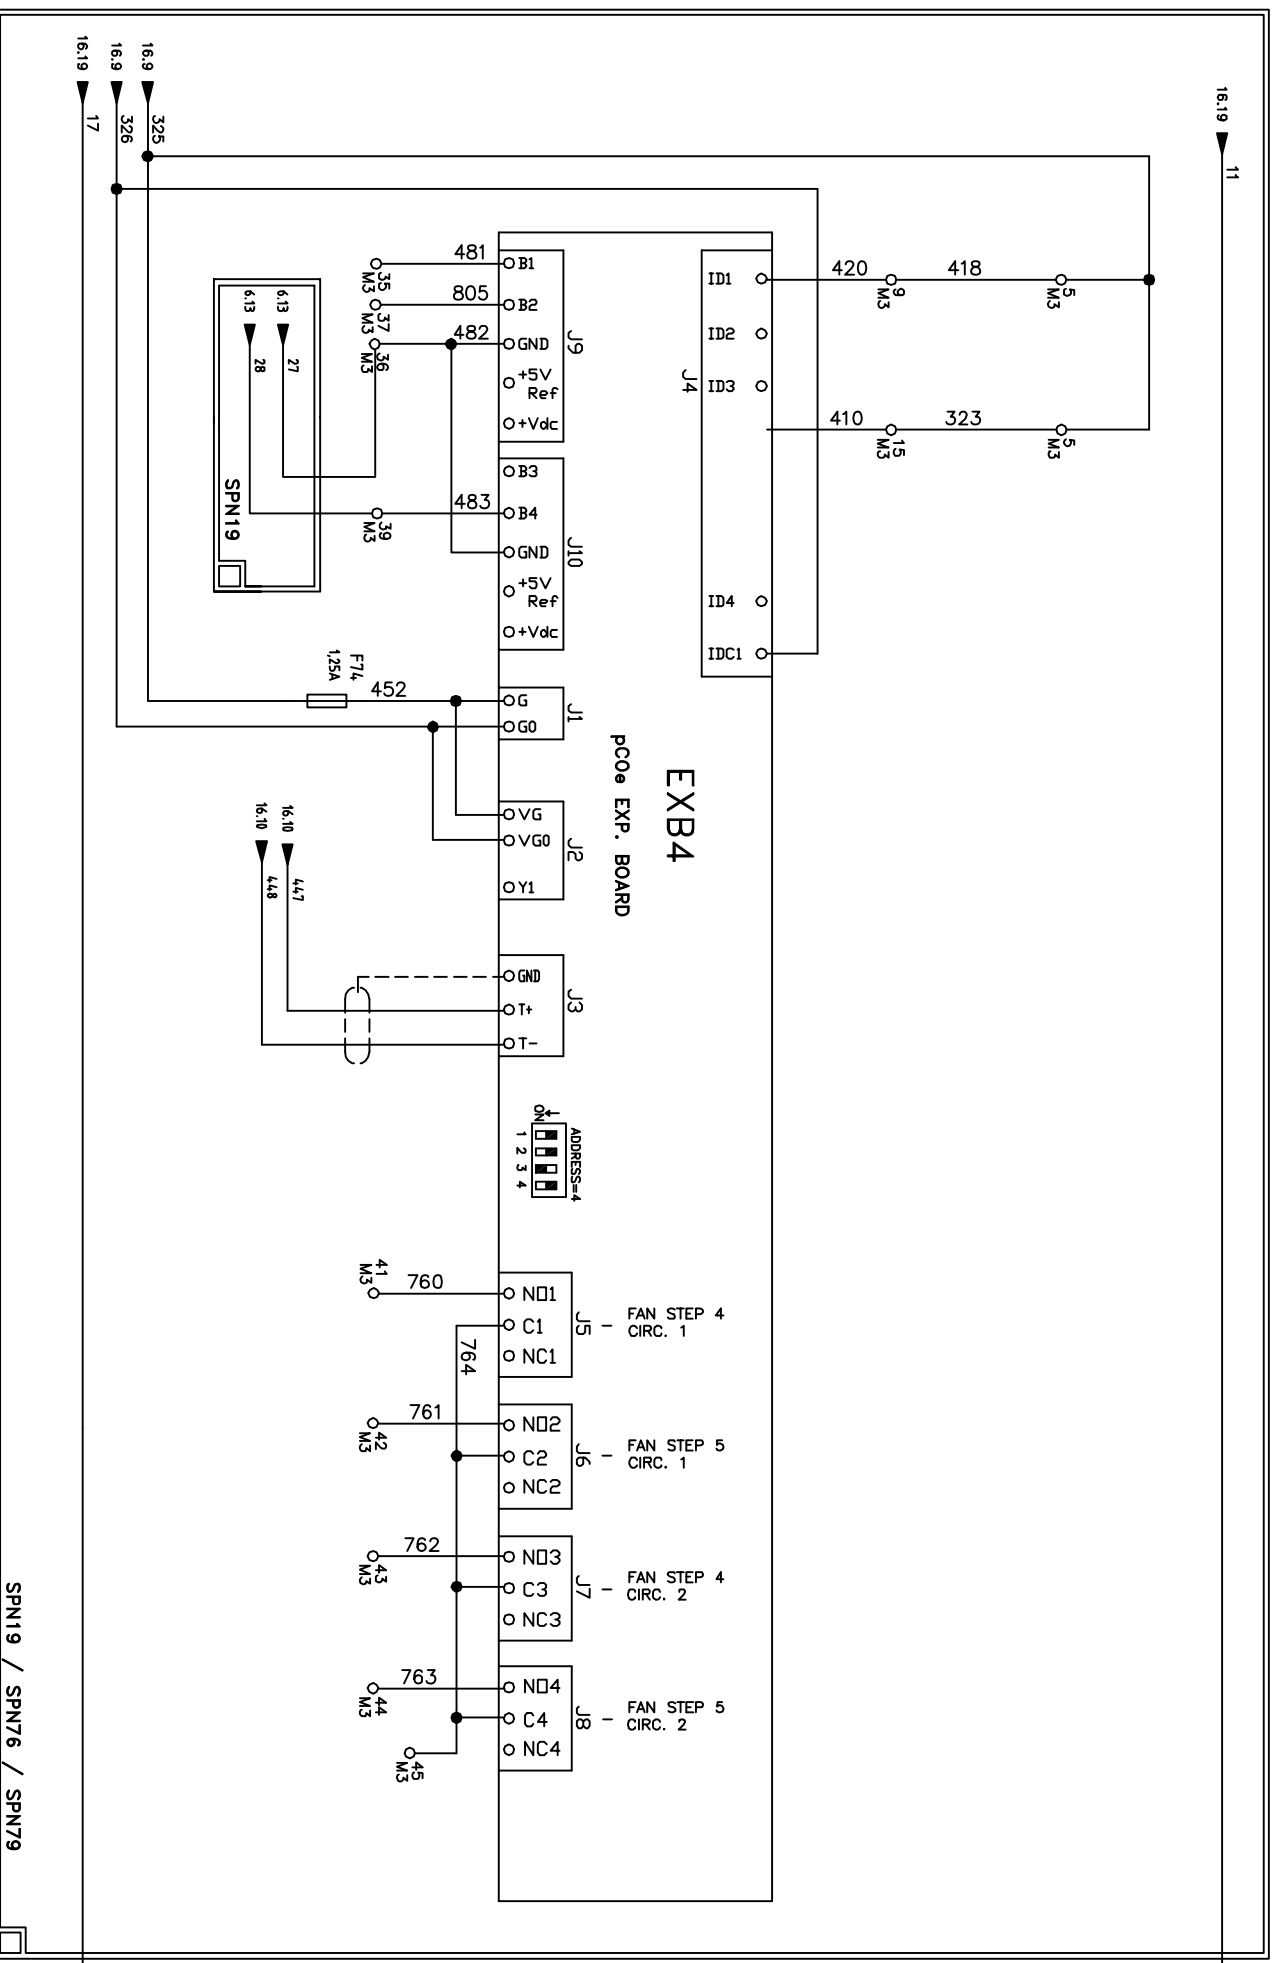 16.19
17
16.9
326
16.9
325
16.19
11
481
35
M3
805
37
M3
482
36
M3
483
39
M3
B1
B2
GND
+5V
Ref
+Vdc
J9
B3
B4
GND
+5V
Ref
+Vdc
J10
ID1
ID2
ID3
J4
ID4
IDC1
420
9
M3
418
5
M3
410
15
M3
323
5
M3
6.13
27
6.13
28
SPN19
F74
1,25A
452
G
G0
J1
VG
VG0
Y1
J2
EXB4
pCOe EXP. BOARD
16.10
447
16.10
448
GND
T+
T-
J3
ON
1 2 3 4
ADDRESS=4
41
M3
760
NO1
C1
NC1
764
J5 -
FAN STEP 4
CIRC. 1
761
42
M3
NO2
C2
NC2
J6 -
FAN STEP 5
CIRC. 1
762
43
M3
NO3
C3
NC3
J7 -
FAN STEP 4
CIRC. 2
763
44
M3
NO4
C4
NC4
J8 -
FAN STEP 5
CIRC. 2
45
M3
SPN19 / SPN76 / SPN79